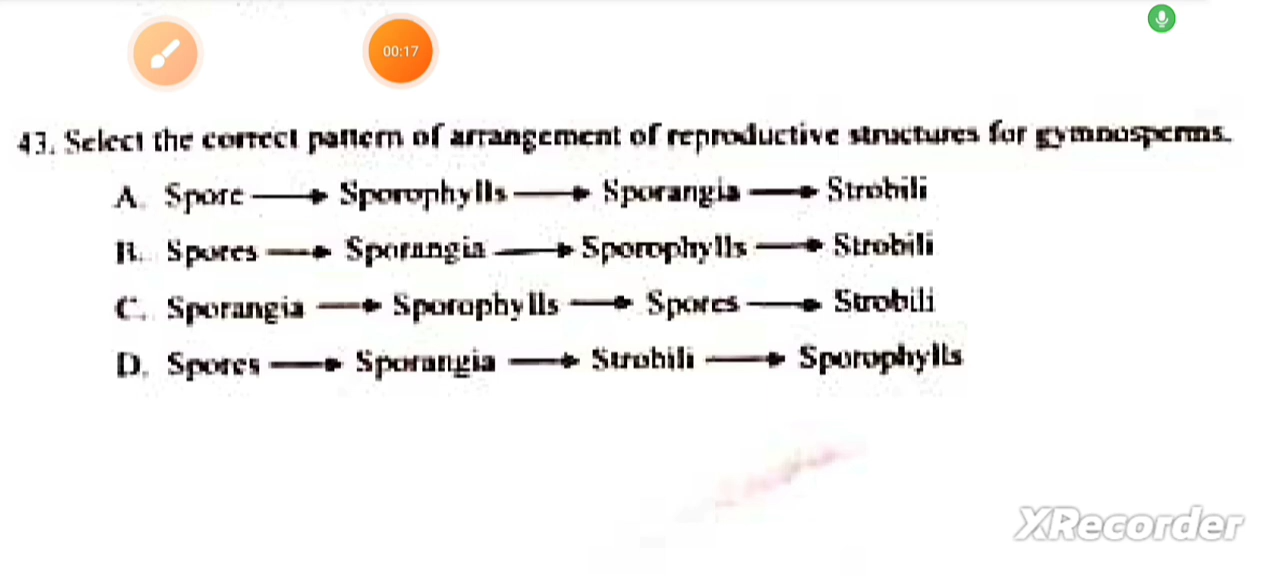 00:17
43. Select the correct pattern of arrangement of reproductive structures for gymnosperms.
A. Spore → Sporophylls → Sporangia → Strobili
B. Spores → Sporangia → Sporophylls → Strobili
C. Sporangia → Sporophylls → Spores → Strobili
D. Spores → Sporangia → Strobili → Sporophylls
XRecorder